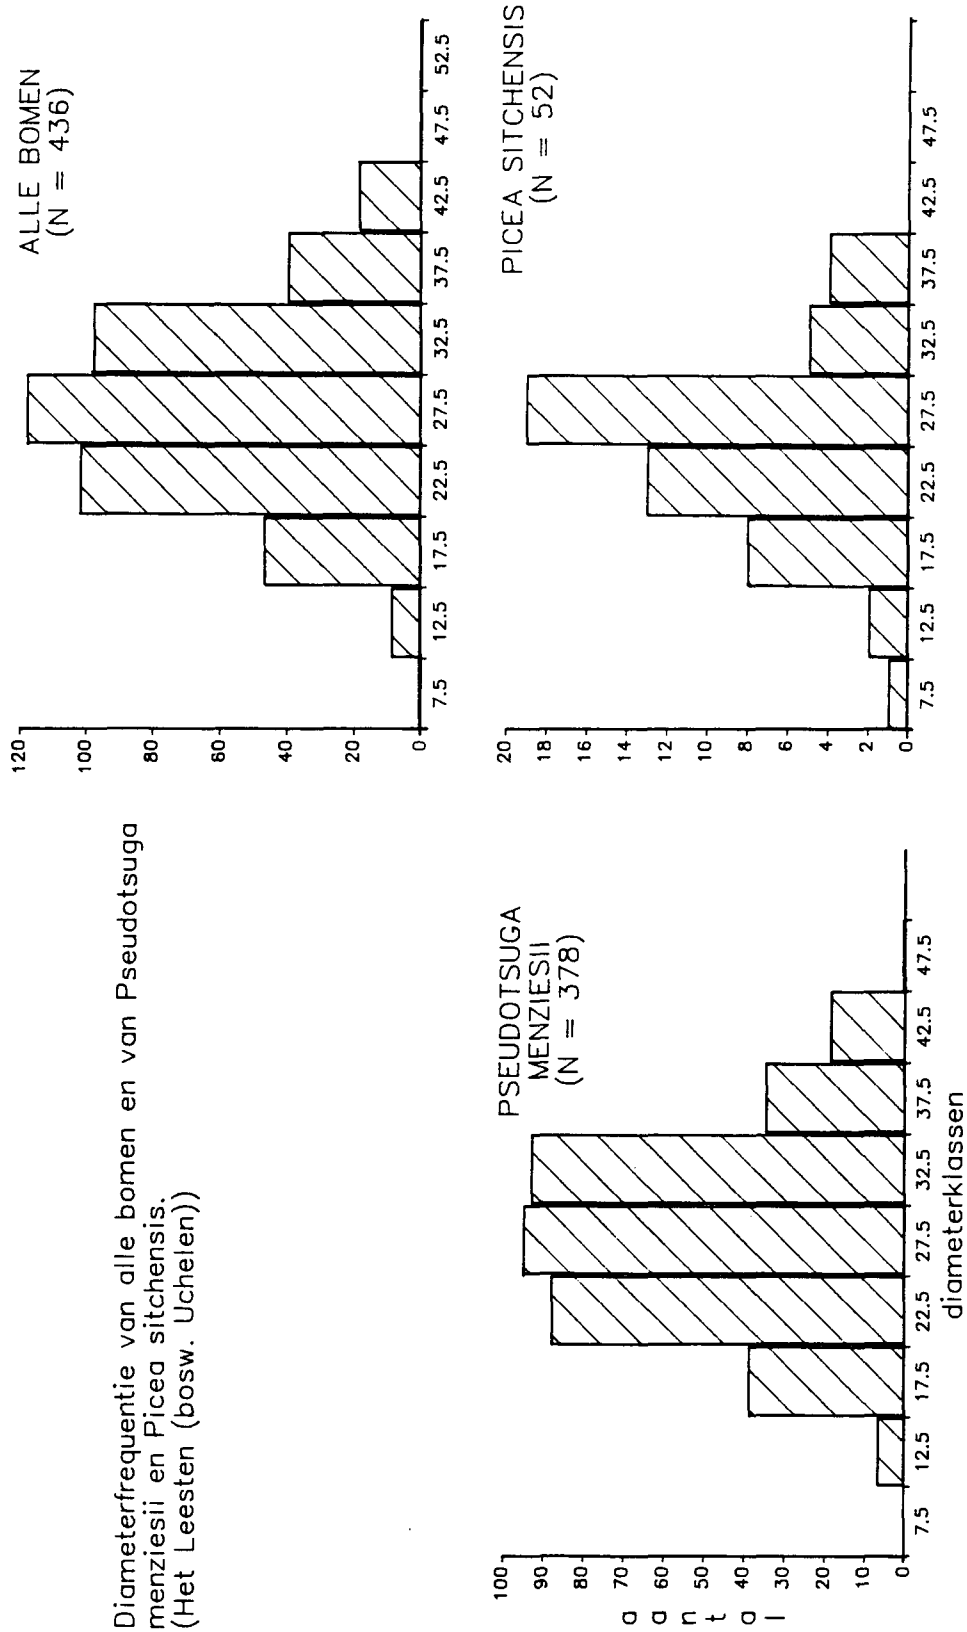 Diameterfrequentie van alle bomen en van Pseudotsuga
menziesii en Picea sitchensis.
(Het Leesten (bosw. Uchelen))
ALLE BOMEN
(N = 436)
120
100
80
60
40
20
0
7.5 12.5 17.5 22.5 27.5 32.5 37.5 42.5 47.5 52.5
PSEUDOTSUGA
MENZIESII
(N = 378)
100
90
80
70
60
50
40
30
20
10
0
aantal
7.5 12.5 17.5 22.5 27.5 32.5 37.5 42.5 47.5
diameterklassen
PICEA SITCHENSIS
(N = 52)
20
18
16
14
12
10
8
6
4
2
0
7.5 12.5 17.5 22.5 27.5 32.5 37.5 42.5 47.5